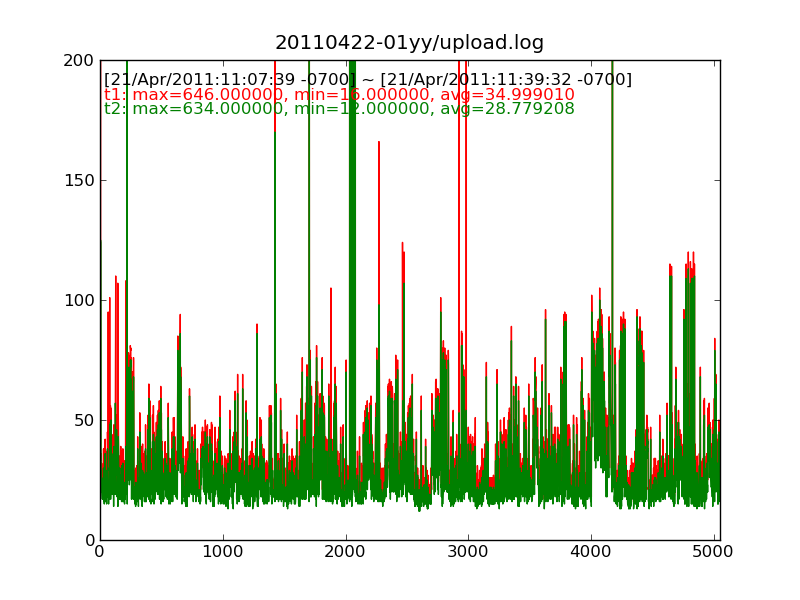 20110422-01yy/upload.log
200
[21/Apr/2011:11:07:39 -0700] ~ [21/Apr/2011:11:39:32 -0700]
t1: max=646.000000, min=16.000000, avg=34.999010
t2: max=634.000000, min=12.000000, avg=28.779208
150
100
50
0
0 1000 2000 3000 4000 5000